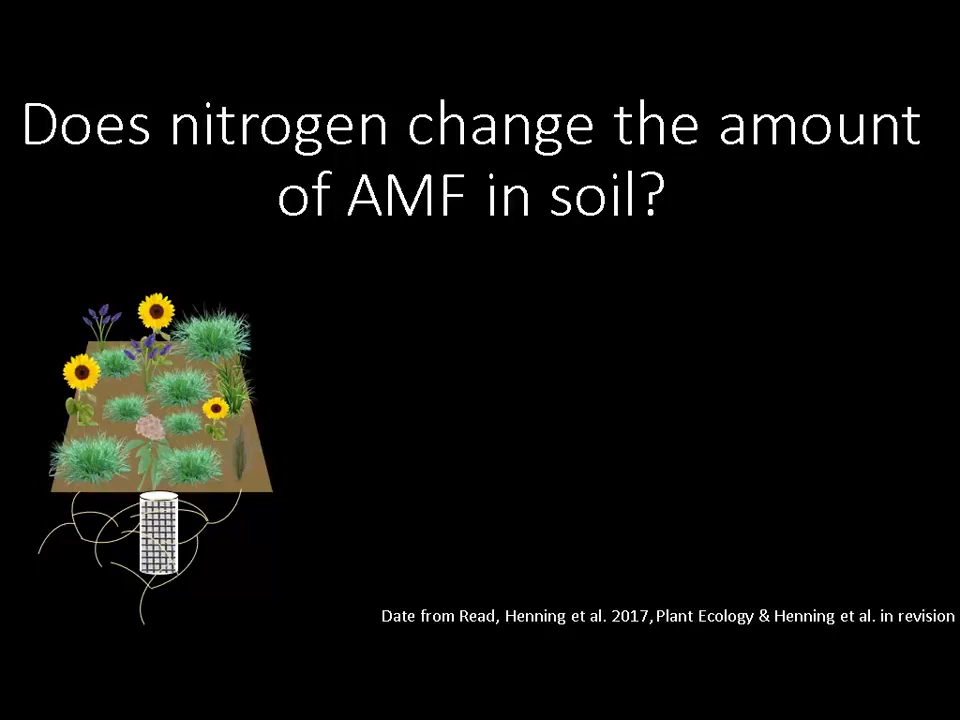 Does nitrogen change the amount
of AMF in soil?
Date from Read, Henning et al. 2017, Plant Ecology & Henning et al. in revision